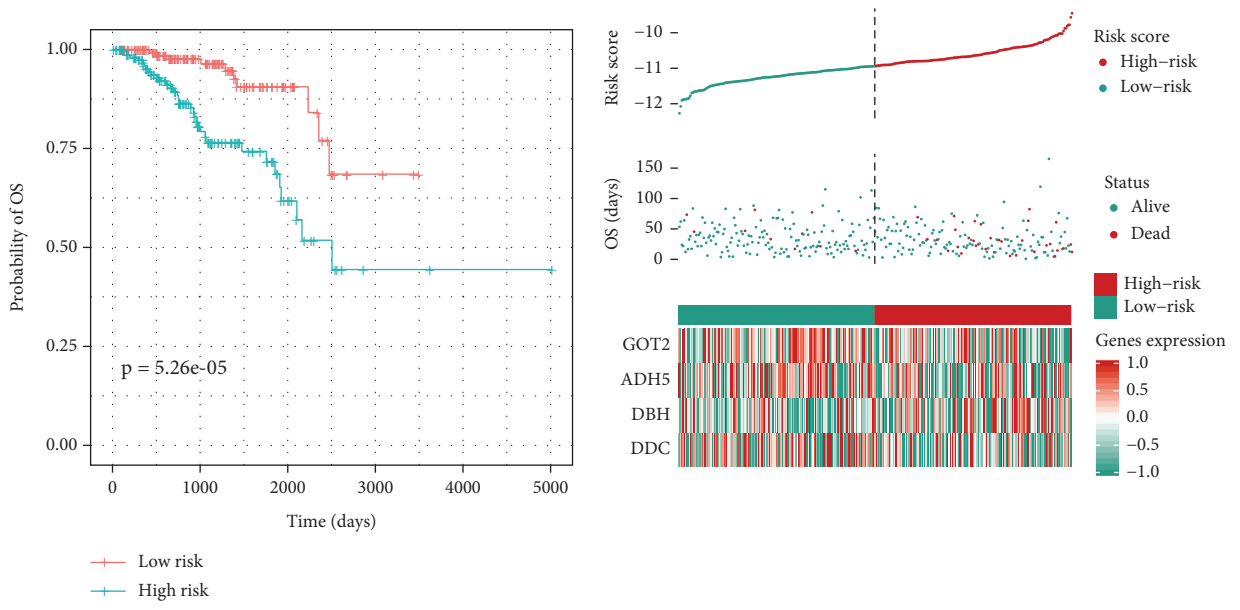 1.00
0.75
0.50
0.25
0.00
Probability of OS
p = 5.26e-05
0 1000 2000 3000 4000 5000
Time (days)
Low risk
High risk
Risk score
−10
−11
−12
Risk score
High−risk
Low−risk
OS (days)
150
100
50
0
Status
Alive
Dead
High−risk
Low−risk
GOT2
ADH5
DBH
DDC
Genes expression
1.0
0.5
0.0
−0.5
−1.0